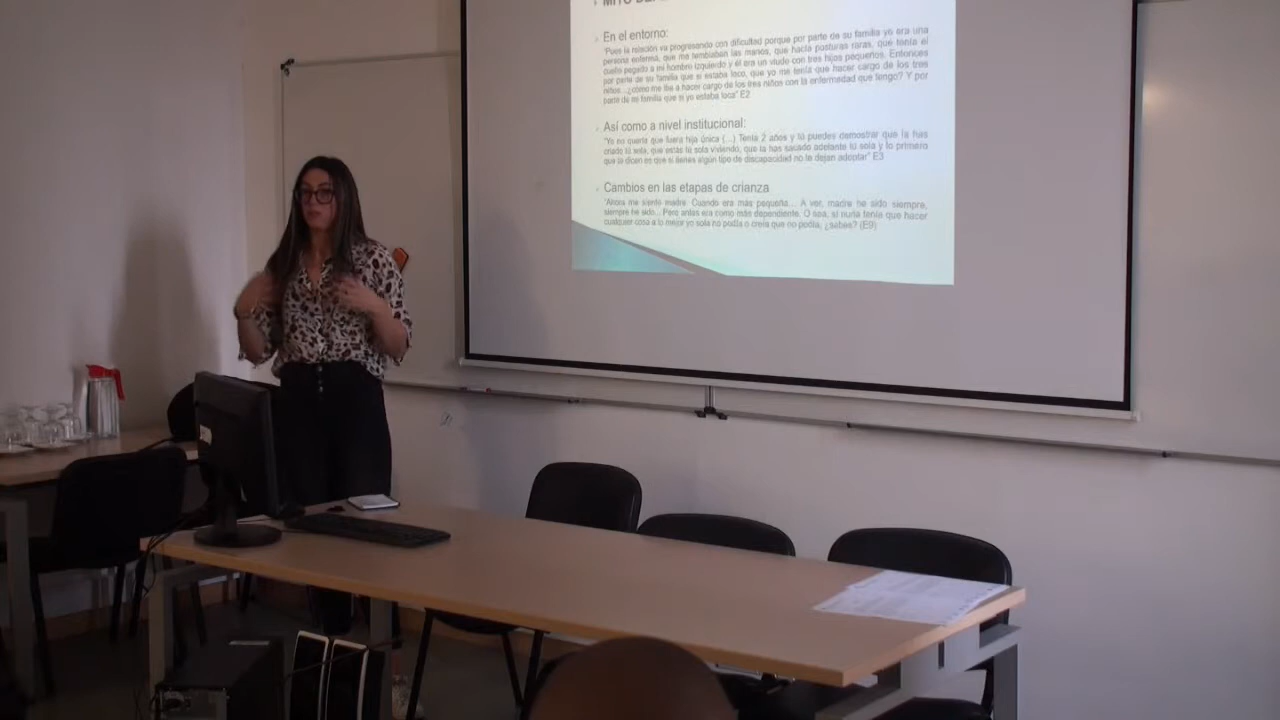 MITO
En el entorno:
"Pues la relación va progresando con dificultad porque por parte de su familia yo era una
persona enferma, que me temblaban las manos, que hacía posturas raras, que tenía el
cuello pegado a mi hombro izquierdo y él era un viudo con tres hijos pequeños. Entonces
por parte de su familia que si estaba loco, que yo me tenía que hacer cargo de los tres
niños...¿cómo me iba a hacer cargo de los tres niños con la enfermedad que tengo? Y por
parte de mi familia que si yo estaba loca" E2
Así como a nivel institucional:
"Yo no quería que fuera hija única (...) Tenía 2 años y tú puedes demostrar que la has
criado tú sola, que estás tú sola viviendo, que la has sacado adelante tú sola y lo primero
que te dicen es que si tienes algún tipo de discapacidad no te dejan adoptar" E3
Cambios en las etapas de crianza
"Ahora me siento madre. Cuando era más pequeña... A ver, madre he sido siempre,
siempre he sido... Pero antes era como más dependiente. O sea, si nuria tenía que hacer
cualquier cosa a lo mejor yo sola no podía o creía que no podía, ¿sabes? (E9)